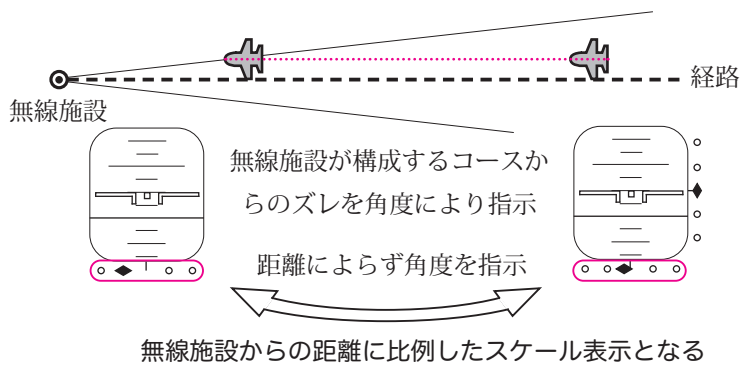 経路
無線施設
無線施設が構成するコースか
らのズレを角度により指示
距離によらず角度を指示
無線施設からの距離に比例したスケール表示となる